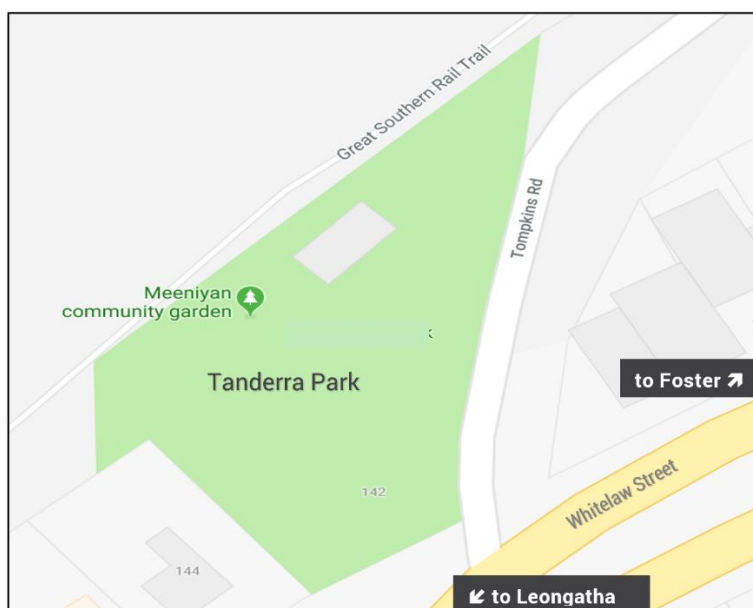 Great Southern Rail Trail
Tompkins Rd
Meeniyan
community garden
k
Tanderra Park
to Foster ↗
142
Whitelaw Street
144
↙ to Leongatha